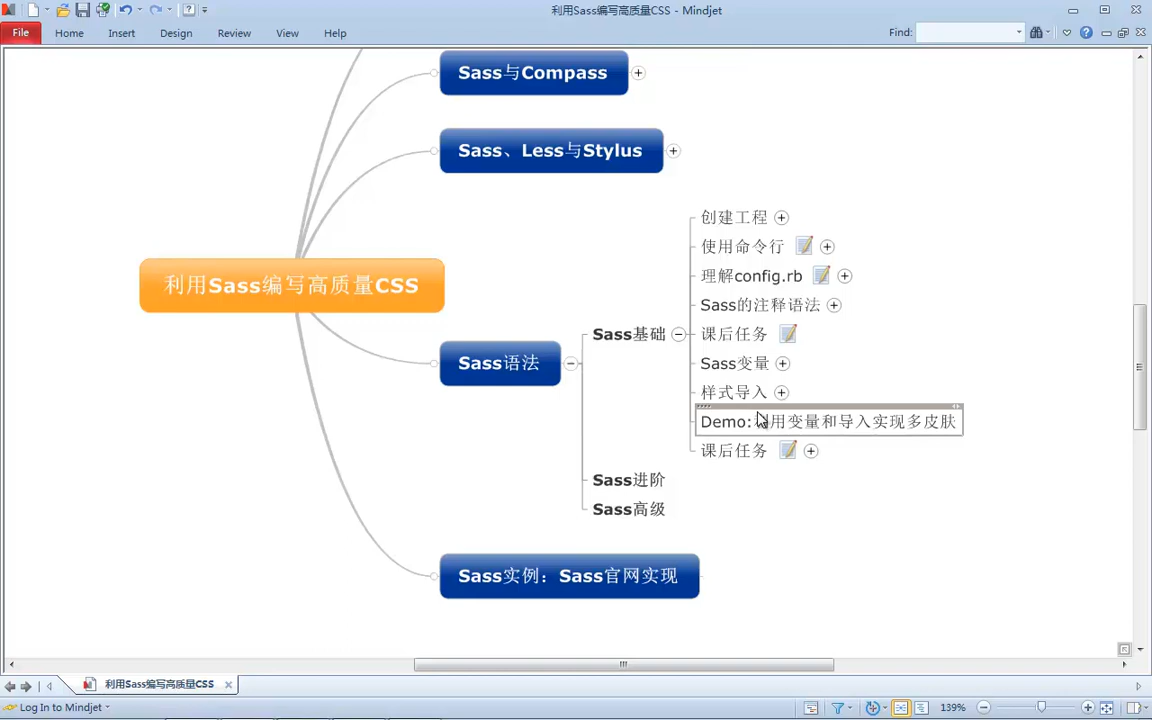 利用Sass编写高质量CSS - Mindjet
File Home Insert Design Review View Help Find:
Sass与Compass
Sass、Less与Stylus
利用Sass编写高质量CSS
Sass语法
Sass基础
创建工程
使用命令行
理解config.rb
Sass的注释语法
课后任务
Sass变量
样式导入
Demo:利用变量和导入实现多皮肤
课后任务
Sass进阶
Sass高级
Sass实例：Sass官网实现
利用Sass编写高质量CSS
Log In to Mindjet 139%